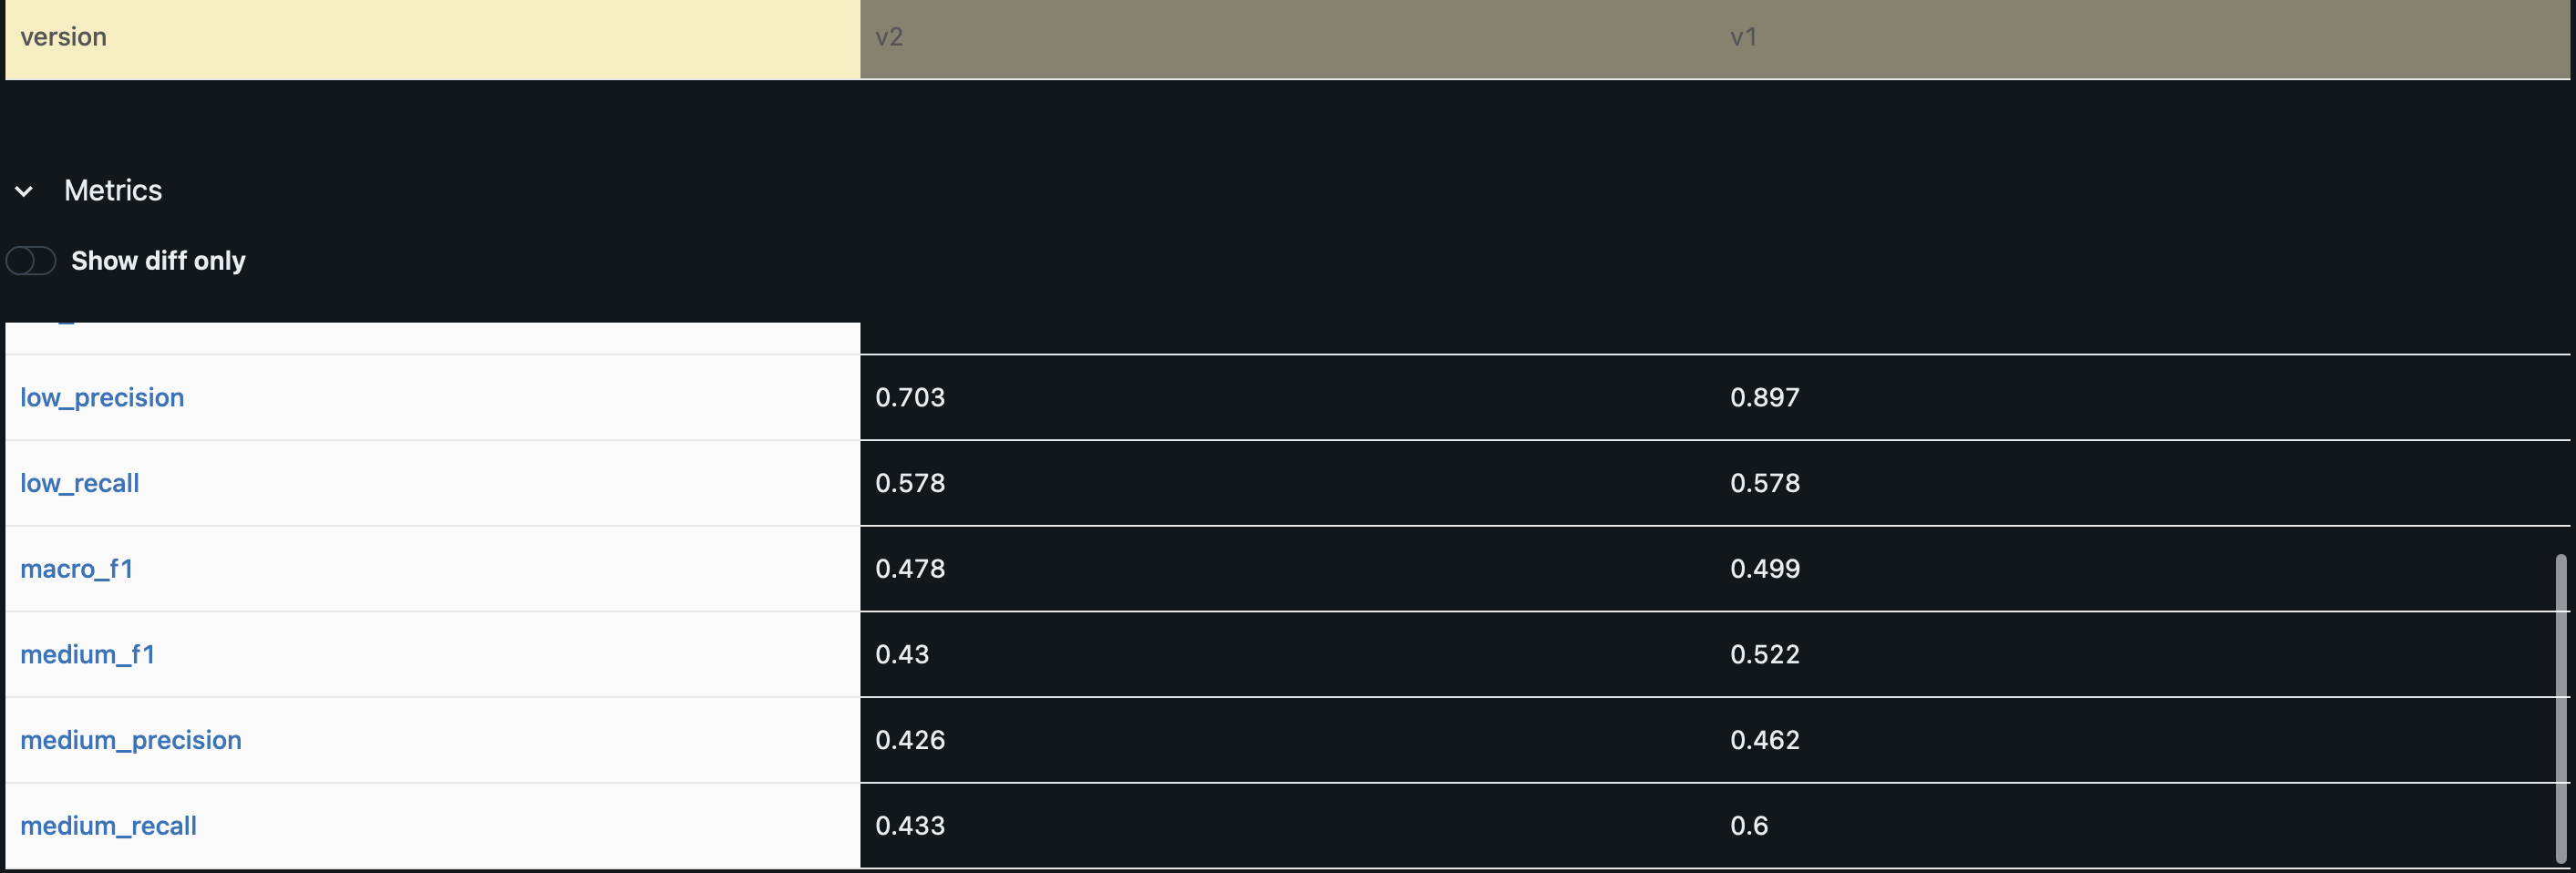 version v2 v1
Metrics
Show diff only
low_precision 0.703 0.897
low_recall 0.578 0.578
macro_f1 0.478 0.499
medium_f1 0.43 0.522
medium_precision 0.426 0.462
medium_recall 0.433 0.6